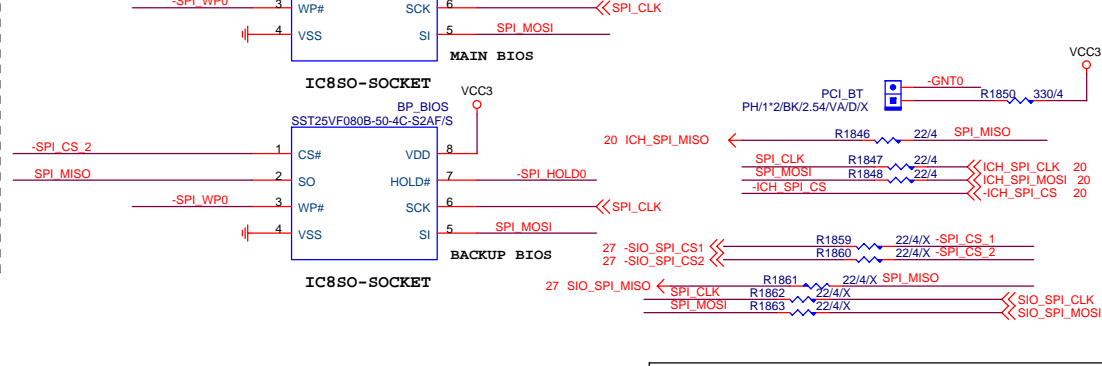 -SPI_WP0 3 WP# SCK 6 SPI_CLK
4 VSS SI 5 SPI_MOSI
MAIN BIOS
IC8SO-SOCKET
VCC3
BP_BIOS
SST25VF080B-50-4C-S2AF/S
-SPI_CS_2 1 CS# VDD 8
SPI_MISO 2 SO HOLD# 7 -SPI_HOLD0
-SPI_WP0 3 WP# SCK 6 SPI_CLK
4 VSS SI 5 SPI_MOSI
BACKUP BIOS
IC8SO-SOCKET
VCC3
-GNT0
PCI_BT R1850 330/4
PH/1*2/BK/2.54/VA/D/X
20 ICH_SPI_MISO R1846 22/4 SPI_MISO
SPI_CLK R1847 22/4 ICH_SPI_CLK 20
SPI_MOSI R1848 22/4 ICH_SPI_MOSI 20
-ICH_SPI_CS -ICH_SPI_CS 20
27 -SIO_SPI_CS1 R1859 22/4/X -SPI_CS_1
27 -SIO_SPI_CS2 R1860 22/4/X -SPI_CS_2
27 SIO_SPI_MISO R1861 22/4/X SPI_MISO
SPI_CLK R1862 22/4/X SIO_SPI_CLK
SPI_MOSI R1863 22/4/X SIO_SPI_MOSI